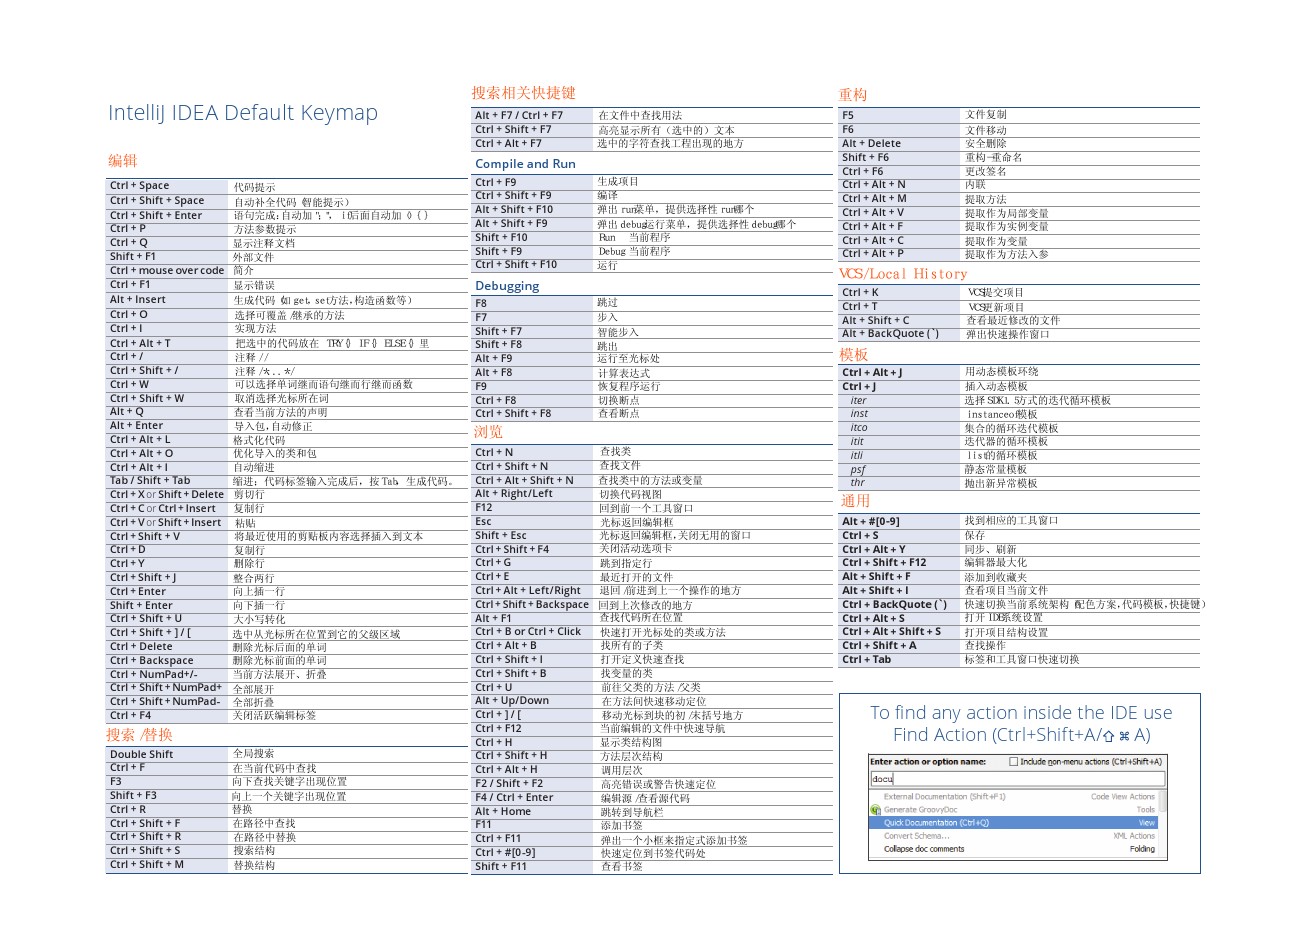 IntelliJ IDEA Default Keymap
编辑
Ctrl + Space 代码提示
Ctrl + Shift + Space 自动补全代码(智能提示)
Ctrl + Shift + Enter 语句完成:自动加";",if后面自动加(){}
Ctrl + P 方法参数提示
Ctrl + Q 显示注释文档
Shift + F1 外部文件
Ctrl + mouse over code 简介
Ctrl + F1 显示错误
Alt + Insert 生成代码(如get,set方法,构造函数等)
Ctrl + O 选择可覆盖/继承的方法
Ctrl + I 实现方法
Ctrl + Alt + T 把选中的代码放在 TRY{} IF{} ELSE{} 里
Ctrl + / 注释//
Ctrl + Shift + / 注释/*...*/
Ctrl + W 可以选择单词继而语句继而行继而函数
Ctrl + Shift + W 取消选择光标所在词
Alt + Q 查看当前方法的声明
Alt + Enter 导入包,自动修正
Ctrl + Alt + L 格式化代码
Ctrl + Alt + O 优化导入的类和包
Ctrl + Alt + I 自动缩进
Tab / Shift + Tab 缩进;代码标签输入完成后,按Tab,生成代码。
Ctrl + X or Shift + Delete 剪切行
Ctrl + C or Ctrl + Insert 复制行
Ctrl + V or Shift + Insert 粘贴
Ctrl + Shift + V 将最近使用的剪贴板内容选择插入到文本
Ctrl + D 复制行
Ctrl + Y 删除行
Ctrl + Shift + J 整合两行
Ctrl + Enter 向上插一行
Shift + Enter 向下插一行
Ctrl + Shift + U 大小写转化
Ctrl + Shift + ] / [ 选中从光标所在位置到它的父级区域
Ctrl + Delete 删除光标后面的单词
Ctrl + Backspace 删除光标前面的单词
Ctrl + NumPad+/- 当前方法展开、折叠
Ctrl + Shift + NumPad+ 全部展开
Ctrl + Shift + NumPad- 全部折叠
Ctrl + F4 关闭活跃编辑标签
搜索/替换
Double Shift 全局搜索
Ctrl + F 在当前代码中查找
F3 向下查找关键字出现位置
Shift + F3 向上一个关键字出现位置
Ctrl + R 替换
Ctrl + Shift + F 在路径中查找
Ctrl + Shift + R 在路径中替换
Ctrl + Shift + S 搜索结构
Ctrl + Shift + M 替换结构
搜索相关快捷键
Alt + F7 / Ctrl + F7 在文件中查找用法
Ctrl + Shift + F7 高亮显示所有(选中的)文本
Ctrl + Alt + F7 选中的字符查找工程出现的地方
Compile and Run
Ctrl + F9 生成项目
Ctrl + Shift + F9 编译
Alt + Shift + F10 弹出run菜单,提供选择性run哪个
Alt + Shift + F9 弹出debug运行菜单,提供选择性debug哪个
Shift + F10 Run 当前程序
Shift + F9 Debug 当前程序
Ctrl + Shift + F10 运行
Debugging
F8 跳过
F7 步入
Shift + F7 智能步入
Shift + F8 跳出
Alt + F9 运行至光标处
Alt + F8 计算表达式
F9 恢复程序运行
Ctrl + F8 切换断点
Ctrl + Shift + F8 查看断点
浏览
Ctrl + N 查找类
Ctrl + Shift + N 查找文件
Ctrl + Alt + Shift + N 查找类中的方法或变量
Alt + Right/Left 切换代码视图
F12 回到前一个工具窗口
Esc 光标返回编辑框
Shift + Esc 光标返回编辑框,关闭无用的窗口
Ctrl + Shift + F4 关闭活动选项卡
Ctrl + G 跳到指定行
Ctrl + E 最近打开的文件
Ctrl + Alt + Left/Right 退回/前进到上一个操作的地方
Ctrl + Shift + Backspace 回到上次修改的地方
Alt + F1 查找代码所在位置
Ctrl + B or Ctrl + Click 快速打开光标处的类或方法
Ctrl + Alt + B 找所有的子类
Ctrl + Shift + I 打开定义快速查找
Ctrl + Shift + B 找变量的类
Ctrl + U 前往父类的方法/父类
Alt + Up/Down 在方法间快速移动定位
Ctrl + ] / [ 移动光标到块的初/末括号地方
Ctrl + F12 当前编辑的文件中快速导航
Ctrl + H 显示类结构图
Ctrl + Shift + H 方法层次结构
Ctrl + Alt + H 调用层次
F2 / Shift + F2 高亮错误或警告快速定位
F4 / Ctrl + Enter 编辑源/查看源代码
Alt + Home 跳转到导航栏
F11 添加书签
Ctrl + F11 弹出一个小框来指定式添加书签
Ctrl + #[0-9] 快速定位到书签代码处
Shift + F11 查看书签
重构
F5 文件复制
F6 文件移动
Alt + Delete 安全删除
Shift + F6 重构-重命名
Ctrl + F6 更改签名
Ctrl + Alt + N 内联
Ctrl + Alt + M 提取方法
Ctrl + Alt + V 提取作为局部变量
Ctrl + Alt + F 提取作为实例变量
Ctrl + Alt + C 提取作为变量
Ctrl + Alt + P 提取作为方法入参
VCS/Local History
Ctrl + K VCS提交项目
Ctrl + T VCS更新项目
Alt + Shift + C 查看最近修改的文件
Alt + BackQuote (`) 弹出快速操作窗口
模板
Ctrl + Alt + J 用动态模板环绕
Ctrl + J 插入动态模板
iter 选择SDK1.5方式的迭代循环模板
inst instanceof模板
itco 集合的循环迭代模板
itit 迭代器的循环模板
itli list的循环模板
psf 静态常量模板
thr 抛出新异常模板
通用
Alt + #[0-9] 找到相应的工具窗口
Ctrl + S 保存
Ctrl + Alt + Y 同步、刷新
Ctrl + Shift + F12 编辑器最大化
Alt + Shift + F 添加到收藏夹
Alt + Shift + I 查看项目当前文件
Ctrl + BackQuote (`) 快速切换当前系统架构(配色方案,代码模板,快捷键)
Ctrl + Alt + S 打开IDE系统设置
Ctrl + Alt + Shift + S 打开项目结构设置
Ctrl + Shift + A 查找操作
Ctrl + Tab 标签和工具窗口快速切换
To find any action inside the IDE use
Find Action (Ctrl+Shift+A/⇧ ⌘ A)
Enter action or option name: Include non-menu actions (Ctrl+Shift+A)
docu
External Documentation (Shift+F1) Code View Actions
Generate GroovyDoc Tools
Quick Documentation (Ctrl+Q) View
Convert Schema... XML Actions
Collapse doc comments Folding